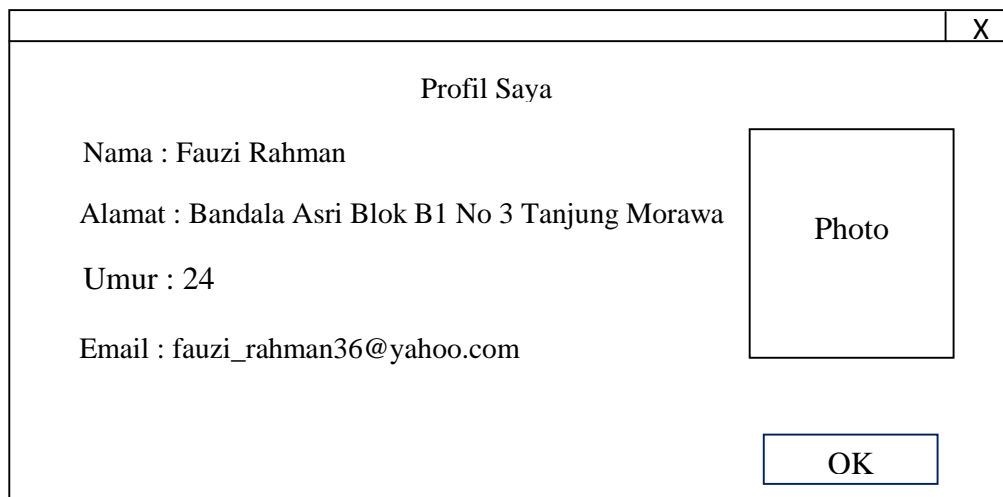 X
Profil Saya
Nama : Fauzi Rahman
Alamat : Bandala Asri Blok B1 No 3 Tanjung Morawa
Photo
Umur : 24
Email : fauzi_rahman36@yahoo.com
OK